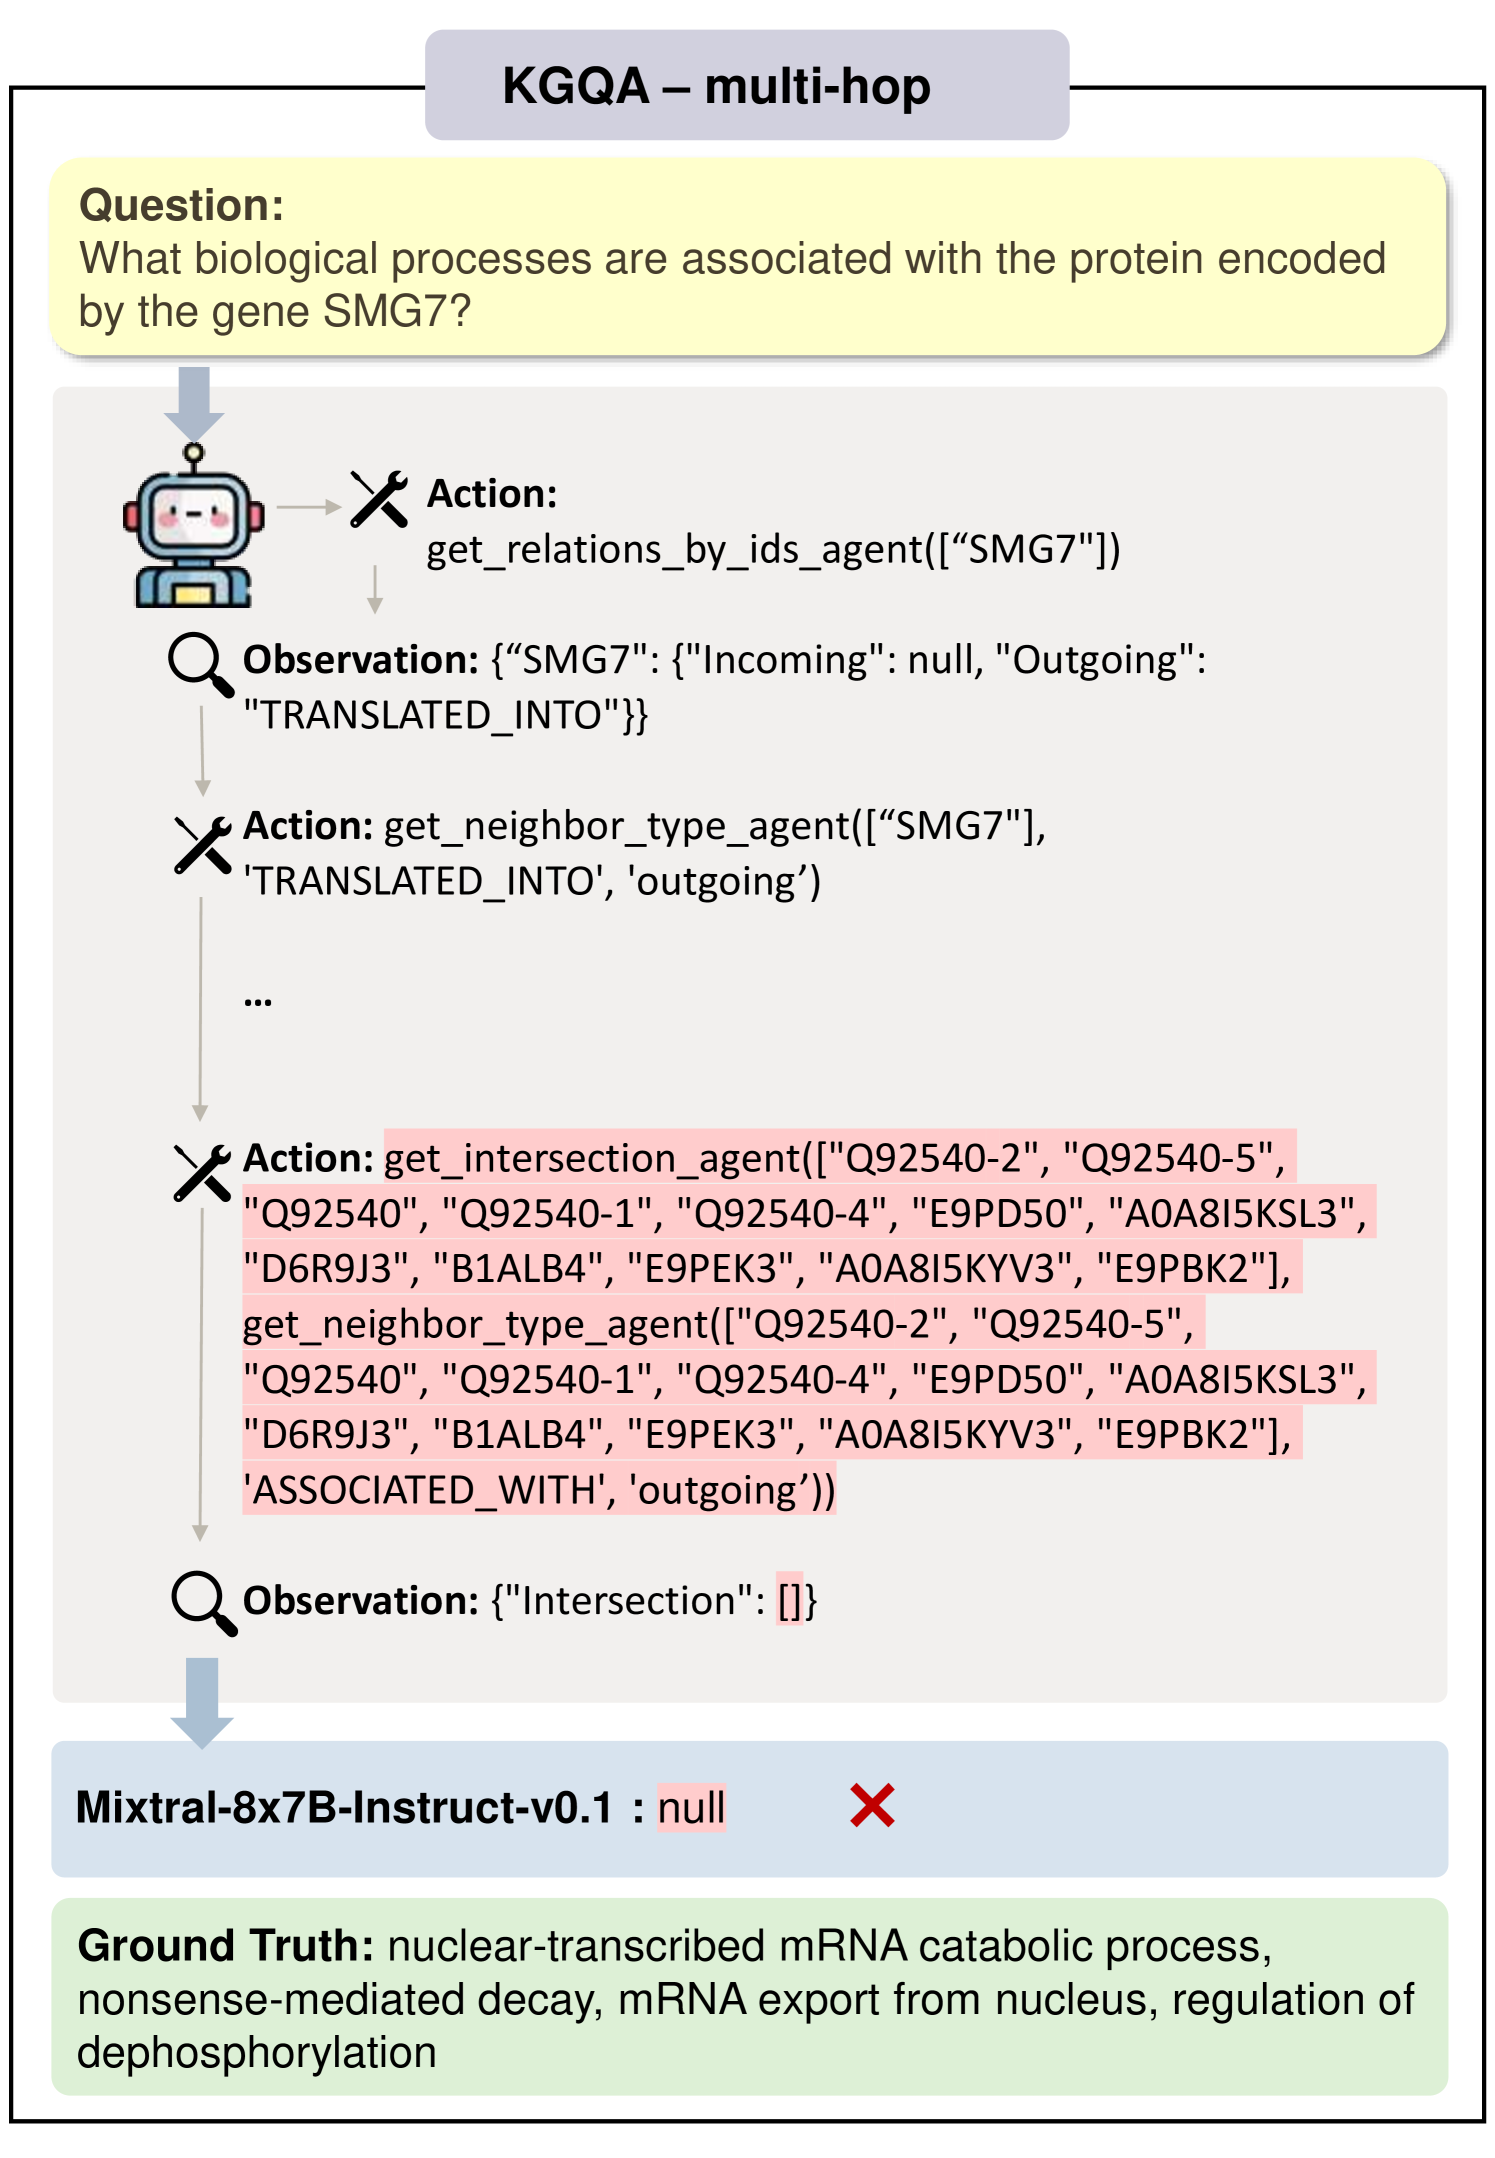 KGQA – multi-hop
Question:
What biological processes are associated with the protein encoded
by the gene SMG7?
Action:
get_relations_by_ids_agent([“SMG7"])
Observation: {“SMG7": {"Incoming": null, "Outgoing":
"TRANSLATED_INTO"}}
Action: get_neighbor_type_agent([“SMG7"],
'TRANSLATED_INTO', 'outgoing’)
...
Action: get_intersection_agent(["Q92540-2", "Q92540-5",
"Q92540", "Q92540-1", "Q92540-4", "E9PD50", "A0A8I5KSL3",
"D6R9J3", "B1ALB4", "E9PEK3", "A0A8I5KYV3", "E9PBK2"],
get_neighbor_type_agent(["Q92540-2", "Q92540-5",
"Q92540", "Q92540-1", "Q92540-4", "E9PD50", "A0A8I5KSL3",
"D6R9J3", "B1ALB4", "E9PEK3", "A0A8I5KYV3", "E9PBK2"],
'ASSOCIATED_WITH', 'outgoing’))
Observation: {"Intersection": []}
Mixtral-8x7B-Instruct-v0.1 : null
Ground Truth: nuclear-transcribed mRNA catabolic process,
nonsense-mediated decay, mRNA export from nucleus, regulation of
dephosphorylation